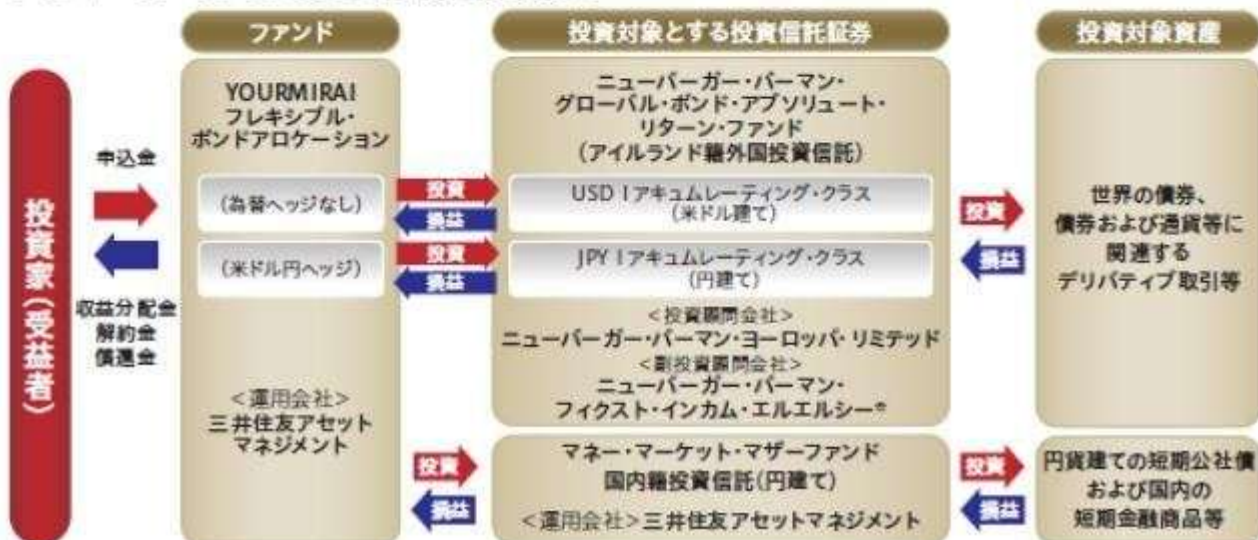 ファンド
投資対象とする投資信託証券
投資対象資産
投資家(受益者)
申込金
収益分配金
解約金
償還金
YOURMIRAI
フレキシブル・
ボンドアロケーション
(為替ヘッジなし)
(米ドル円ヘッジ)
<運用会社>
三井住友アセット
マネジメント
投資
損益
投資
損益
ニューバーガー・バーマン・
グローバル・ボンド・アブソリュート・
リターン・ファンド
(アイルランド籍外国投資信託)
USD Iアキュムレーティング・クラス
(米ドル建て)
JPY Iアキュムレーティング・クラス
(円建て)
<投資顧問会社>
ニューバーガー・バーマン・ヨーロッパ・リミテッド
<副投資顧問会社>
ニューバーガー・バーマン・
フィクスト・インカム・エルエルシー*
投資
損益
世界の債券、
債券および通貨等に
関連する
デリバティブ取引等
投資
損益
マネー・マーケット・マザーファンド
国内籍投資信託(円建て)
<運用会社>三井住友アセットマネジメント
投資
損益
円貨建ての短期公社債
および国内の
短期金融商品等